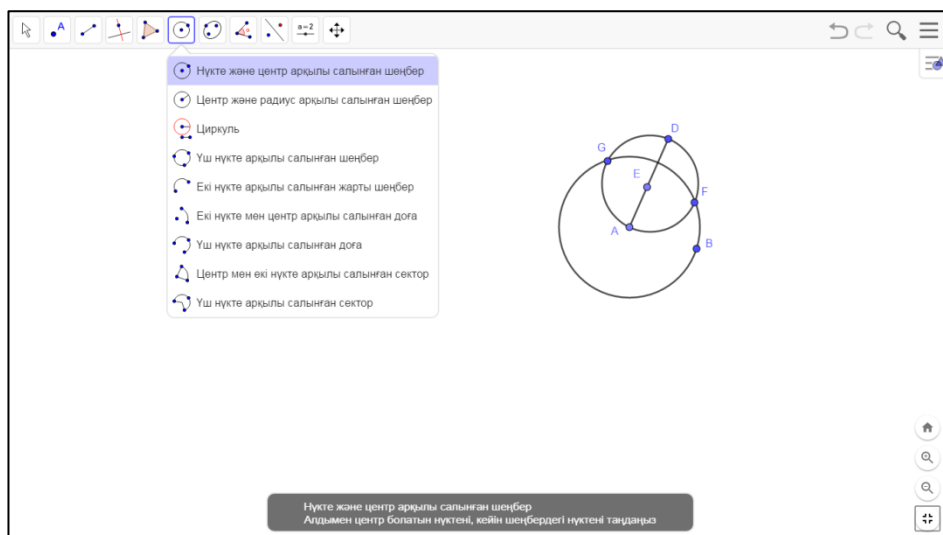 A
a=2
Нүкте және центр арқылы салынған шеңбер
Центр және радиус арқылы салынған шеңбер
Циркуль
Үш нүкте арқылы салынған шеңбер
Екі нүкте арқылы салынған жарты шеңбер
Екі нүкте мен центр арқылы салынған доға
Үш нүкте арқылы салынған доға
Центр мен екі нүкте арқылы салынған сектор
Үш нүкте арқылы салынған сектор
D
G
E
F
A
B
Нүкте және центр арқылы салынған шеңбер
Алдымен центр болатын нүктені, кейін шеңбердегі нүктені таңдаңыз